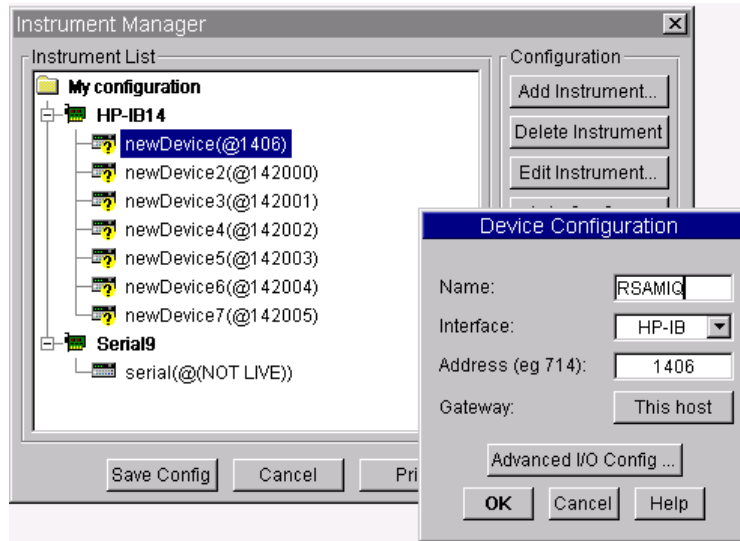 Instrument Manager
Instrument List
My configuration
HP-IB14
newDevice(@1406)
newDevice2(@142000)
newDevice3(@142001)
newDevice4(@142002)
newDevice5(@142003)
newDevice6(@142004)
newDevice7(@142005)
Serial9
serial(@(NOT LIVE))
Save Config
Cancel
Pri
Configuration
Add Instrument...
Delete Instrument
Edit Instrument...
Device Configuration
Name: RSAMIQ
Interface: HP-IB
Address (eg 714): 1406
Gateway: This host
Advanced I/O Config ...
OK Cancel Help